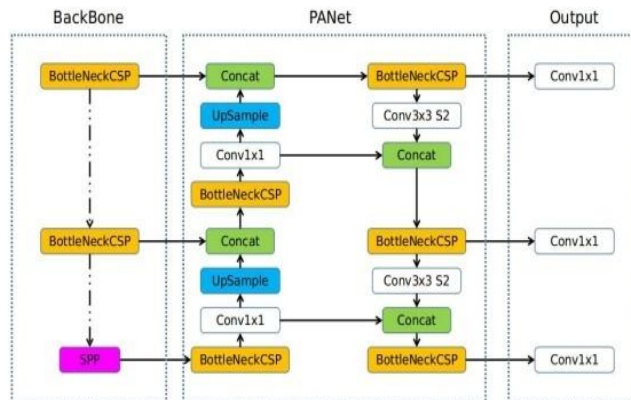 BackBone PANet Output
BottleNeckCSP Concat BottleNeckCSP Conv1x1
UpSample Conv3x3 S2
Conv1x1 Concat
BottleNeckCSP
BottleNeckCSP Concat BottleNeckCSP Conv1x1
UpSample Conv3x3 S2
Conv1x1 Concat
SPP BottleNeckCSP BottleNeckCSP Conv1x1